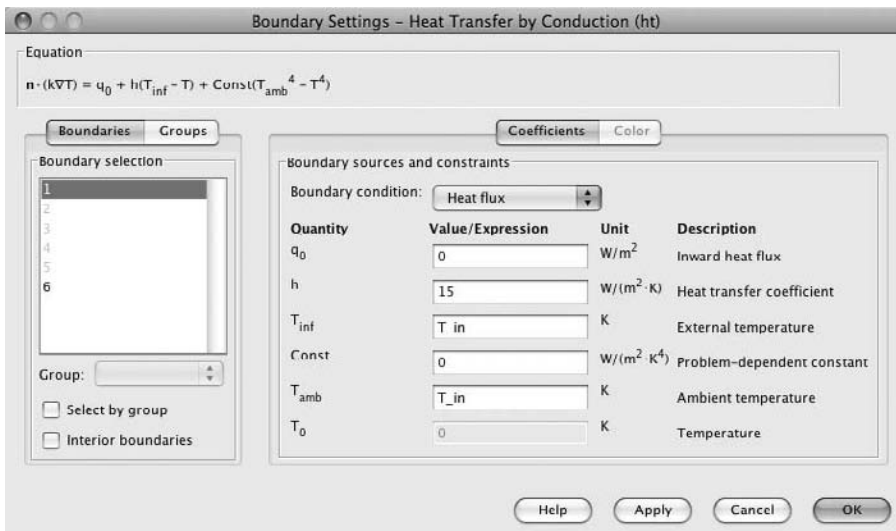 Boundary Settings – Heat Transfer by Conduction (ht)
Equation
n·(k∇T) = q0 + h(Tinf - T) + Const(Tamb⁴ - T⁴)
Boundaries Groups
Boundary selection
1
2
3
4
5
6
Group:
Select by group
Interior boundaries
Coefficients Color
Boundary sources and constraints
Boundary condition: Heat flux
Quantity Value/Expression Unit Description
q0 0 W/m² Inward heat flux
h 15 W/(m²·K) Heat transfer coefficient
Tinf T in K External temperature
Const 0 W/(m² K⁴) Problem-dependent constant
Tamb T_in K Ambient temperature
T0 0 K Temperature
Help Apply Cancel OK